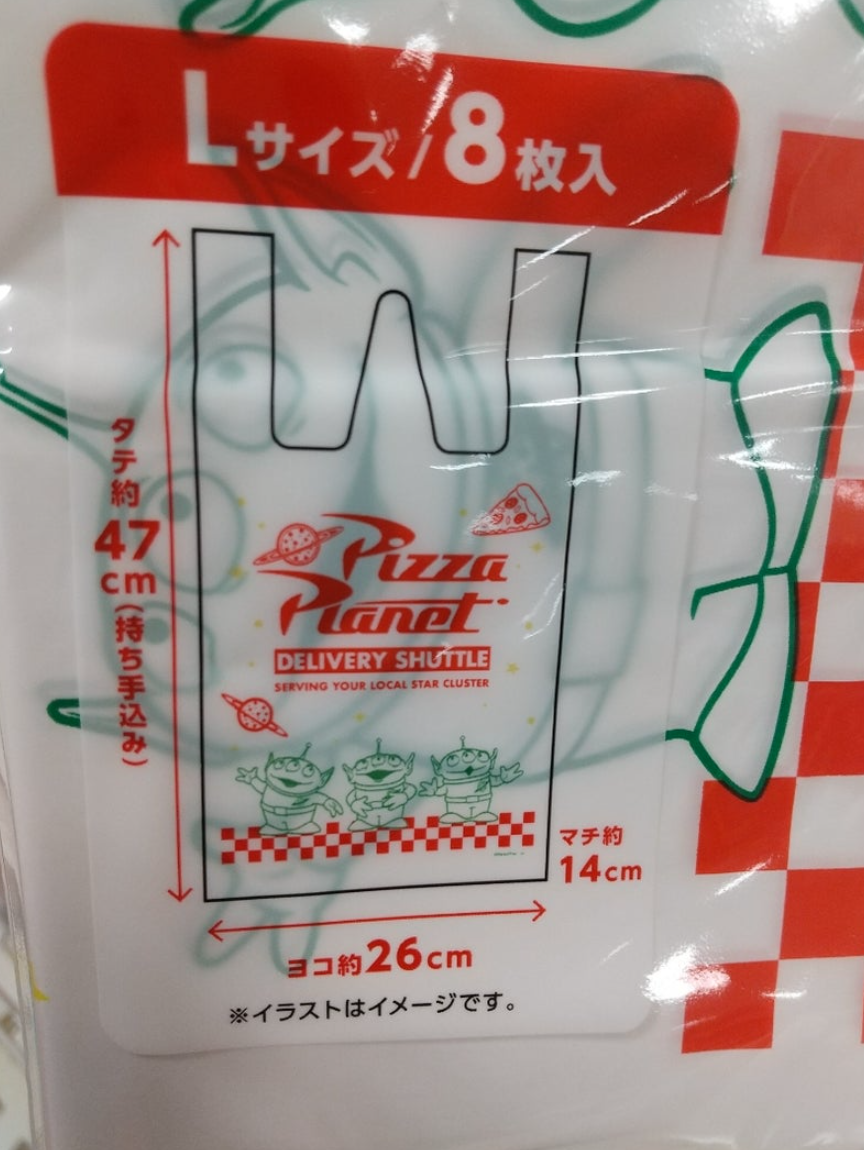 Lサイズ/8枚入
タテ約
47
cm
(持ち手込み)
Pizza
Planet
DELIVERY SHUTTLE
SERVING YOUR LOCAL STAR CLUSTER
マチ約
14cm
ヨコ約26cm
※イラストはイメージです。